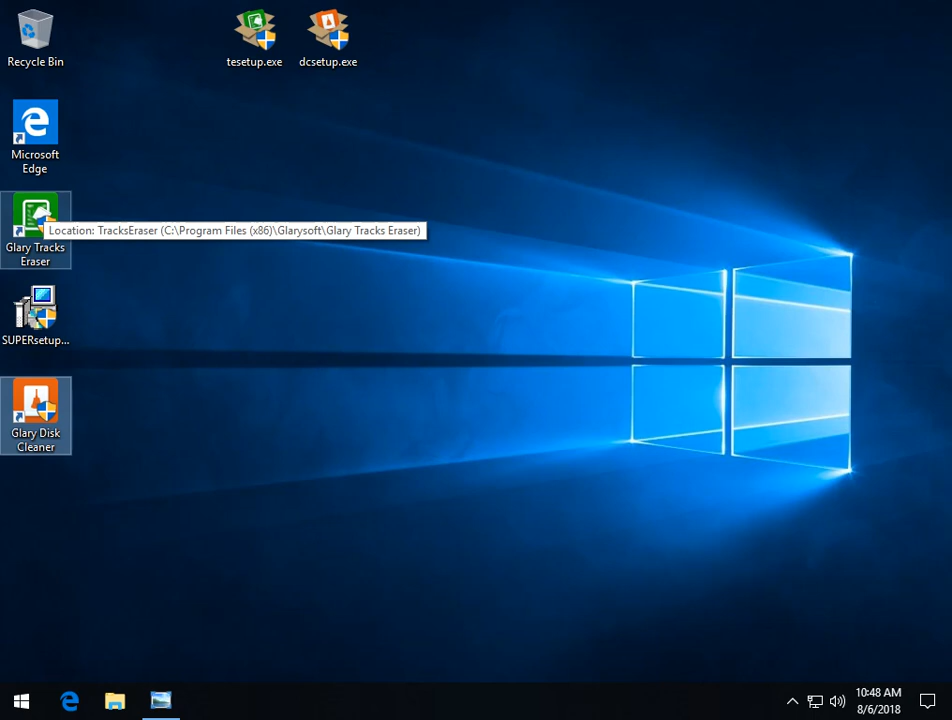 Recycle Bin
tesetup.exe
dcsetup.exe
Microsoft
Edge
Location: TracksEraser (C:\Program Files (x86)\Glarysoft\Glary Tracks Eraser)
Glary Tracks
Eraser
SUPERsetup...
Glary Disk
Cleaner
10:48 AM
8/6/2018